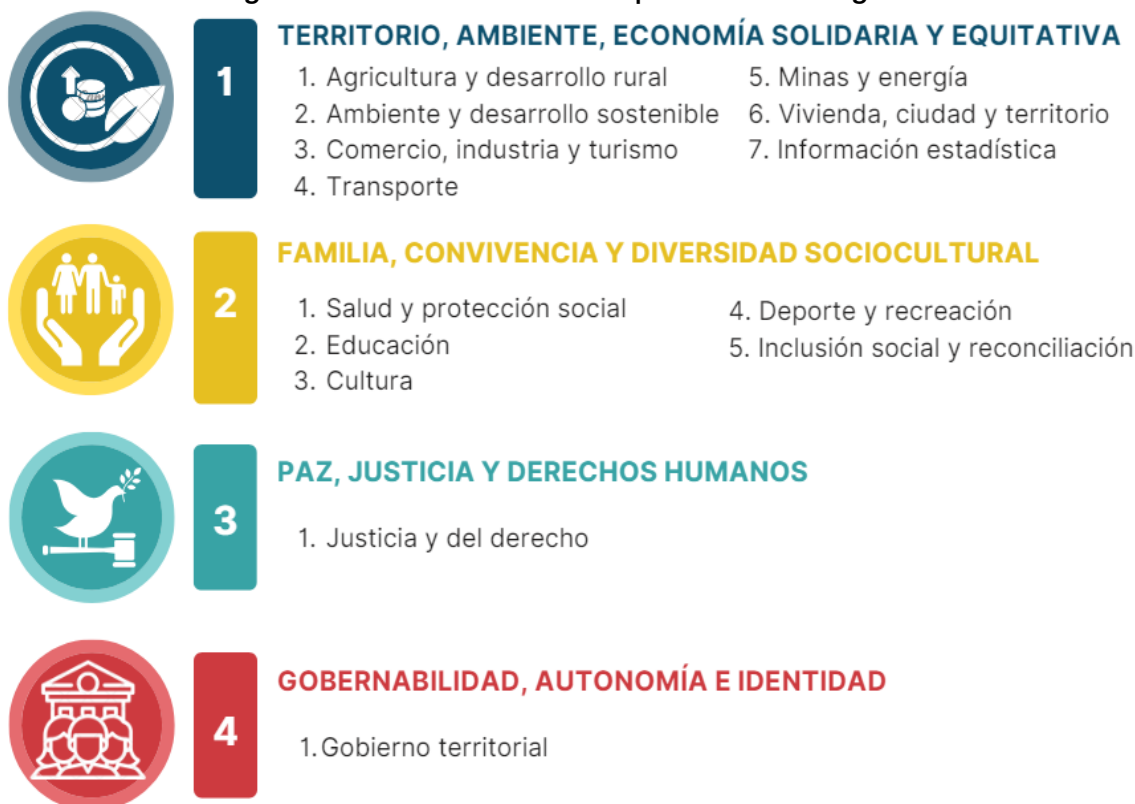 1
TERRITORIO, AMBIENTE, ECONOMÍA SOLIDARIA Y EQUITATIVA
1. Agricultura y desarrollo rural
2. Ambiente y desarrollo sostenible
3. Comercio, industria y turismo
4. Transporte
5. Minas y energía
6. Vivienda, ciudad y territorio
7. Información estadística
2
FAMILIA, CONVIVENCIA Y DIVERSIDAD SOCIOCULTURAL
1. Salud y protección social
2. Educación
3. Cultura
4. Deporte y recreación
5. Inclusión social y reconciliación
3
PAZ, JUSTICIA Y DERECHOS HUMANOS
1. Justicia y del derecho
4
GOBERNABILIDAD, AUTONOMÍA E IDENTIDAD
1. Gobierno territorial